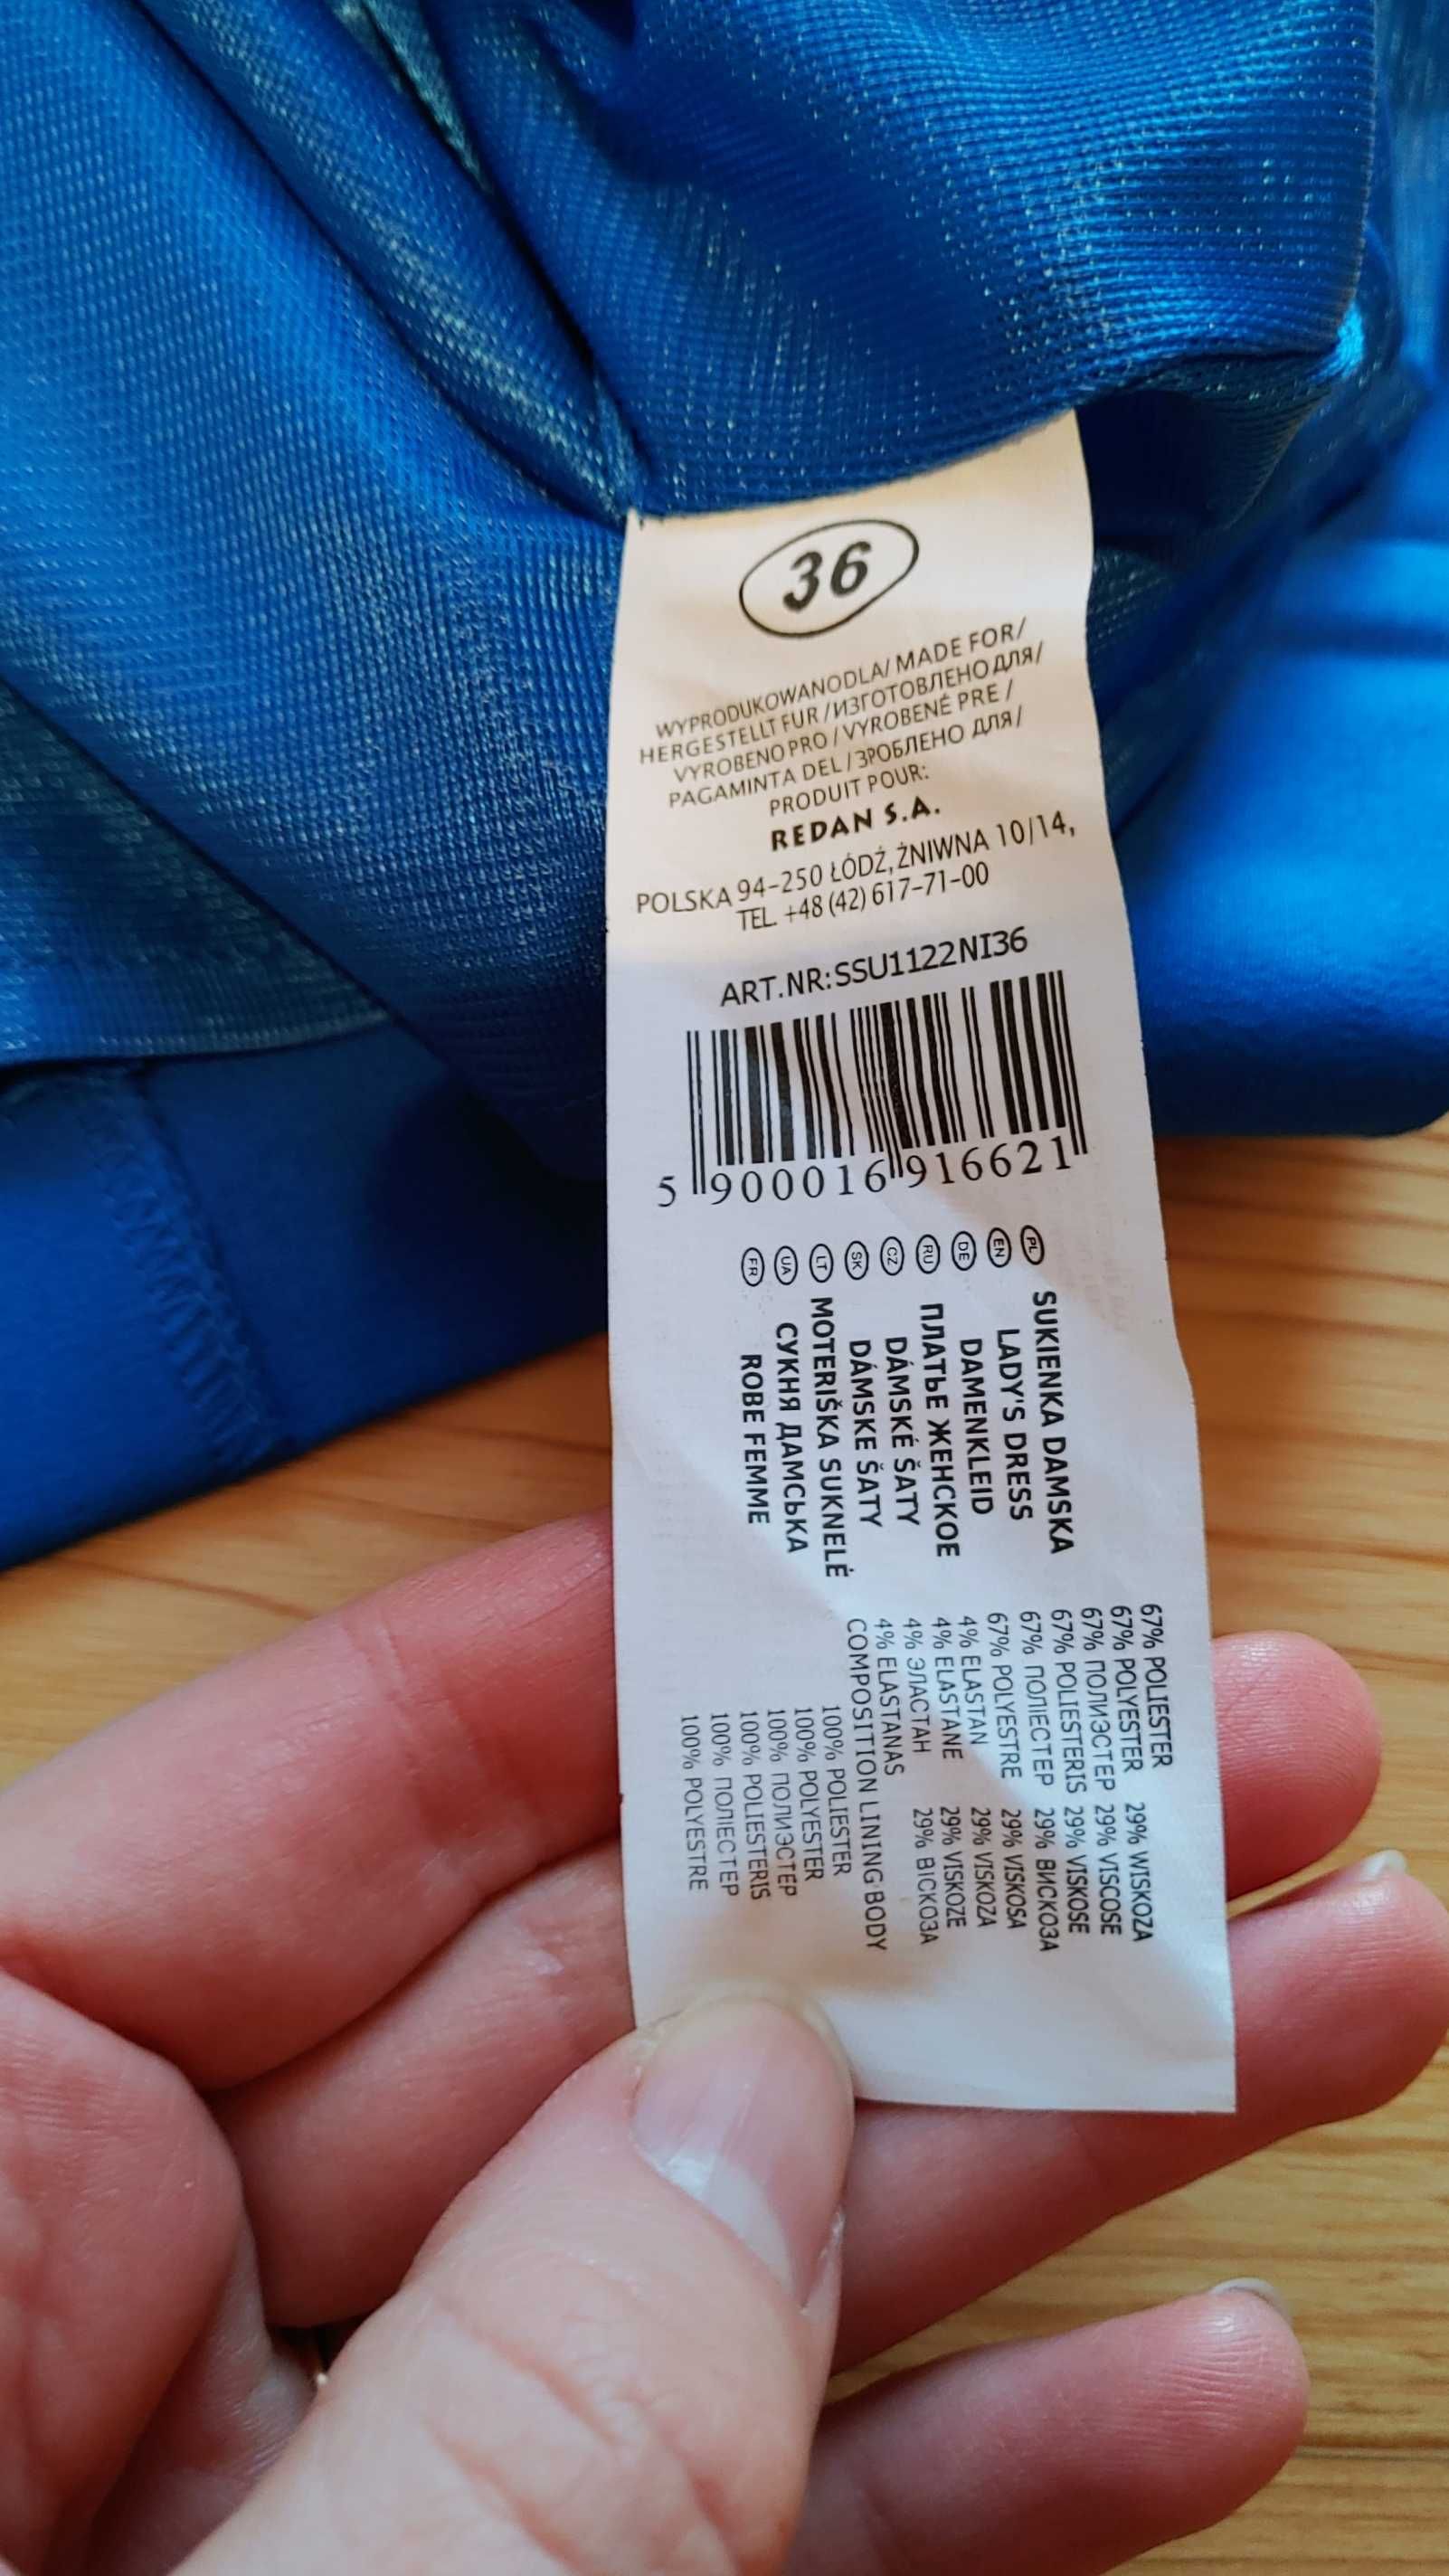 36
WYPRODUKOWANODLA/ MADE FOR/
HERGESTELLT FUR /ИЗГОТОВЛЕНО ДЛЯ/
VYROBENO PRO / VYROBENÉ PRE /
PAGAMINTA DEL / ЗРОБЛЕНО ДЛЯ/
PRODUIT POUR:
REDAN S.A.
POLSKA 94-250 ŁÓDŹ, ŻNIWNA 10/14,
TEL. +48 (42) 617-71-00
ART.NR:SSU1122NI36
5 900016 916621
PL SUKIENKA DAMSKA
EN LADY'S DRESS
DE DAMENKLEID
RU ПЛАТЬЕ ЖЕНСКОЕ
CZ DÁMSKÉ ŠATY
SK DÁMSKE ŠATY
LT MOTERIŠKA SUKNELĖ
UA СУКНЯ ДАМСЬКА
FR ROBE FEMME
67% POLIESTER 29% WISKOZA
67% POLYESTER 29% VISCOSE
67% ПОЛИЭСТЕР 29% VISKOSE
67% POLIESTERIS 29% ВИСКОЗА
67% ПОЛІЕСТЕР 29% VISKOSA
67% POLYESTRE 29% VISKOZA
4% ELASTAN 29% VISKOZE
4% ELASTANE 29% ВІСКОЗА
4% ЭЛАСТАН
4% ELASTANAS
COMPOSITION LINING BODY
100% POLIESTER
100% POLYESTER
100% ПОЛИЭСТЕР
100% POLIESTERIS
100% ПОЛІЕСТЕР
100% POLYESTRE